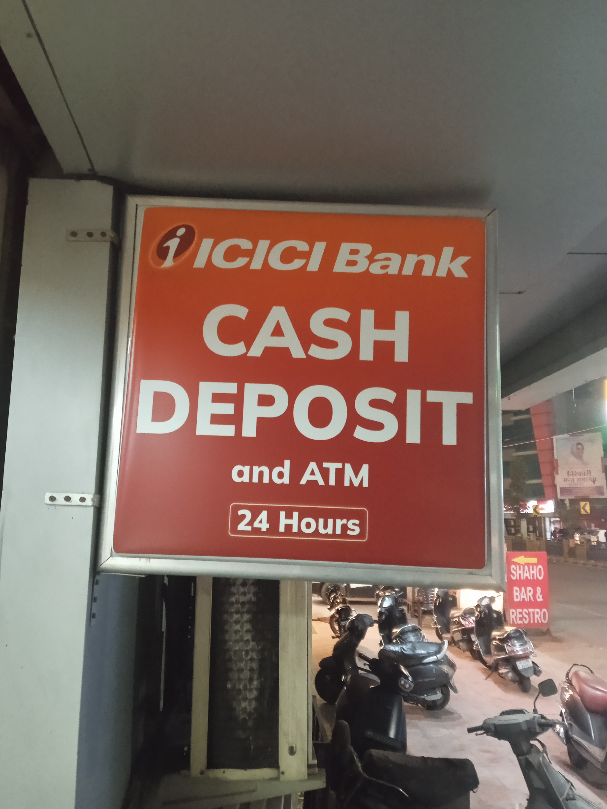 ICICI Bank
CASH
DEPOSIT
and ATM
24 Hours
SHAHO
BAR &
RESTRO